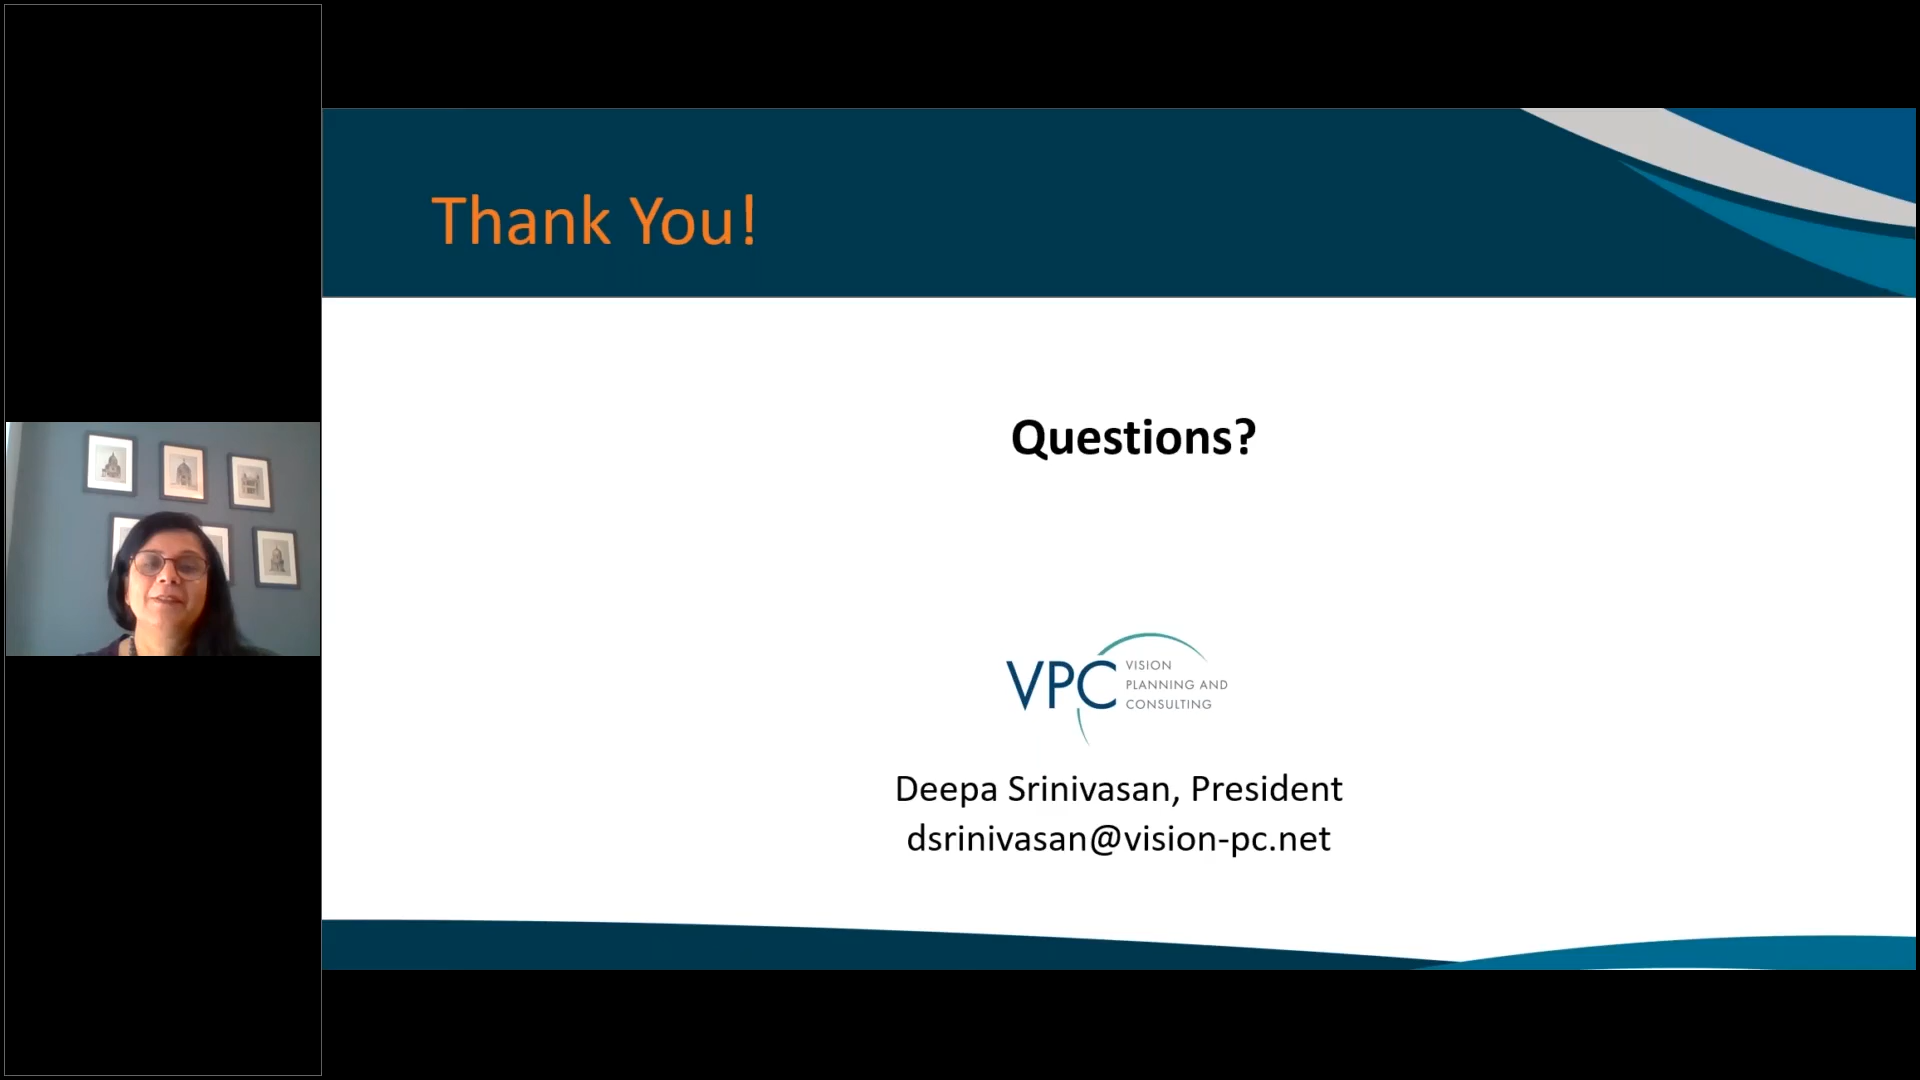 Thank You!
Questions?
VPC
VISION
PLANNING AND
CONSULTING
Deepa Srinivasan, President
dsrinivasan@vision-pc.net